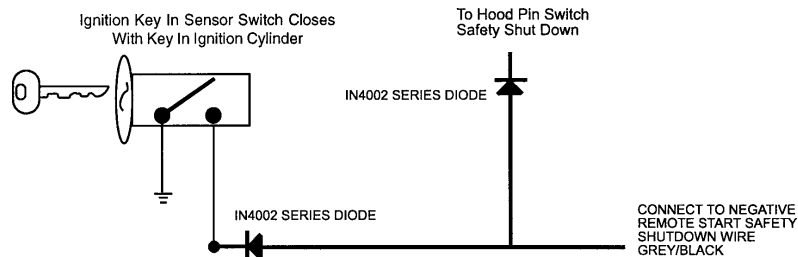 Ignition Key In Sensor Switch Closes
With Key In Ignition Cylinder
To Hood Pin Switch
Safety Shut Down
IN4002 SERIES DIODE
IN4002 SERIES DIODE
CONNECT TO NEGATIVE
REMOTE START SAFETY
SHUTDOWN WIRE
GREY/BLACK